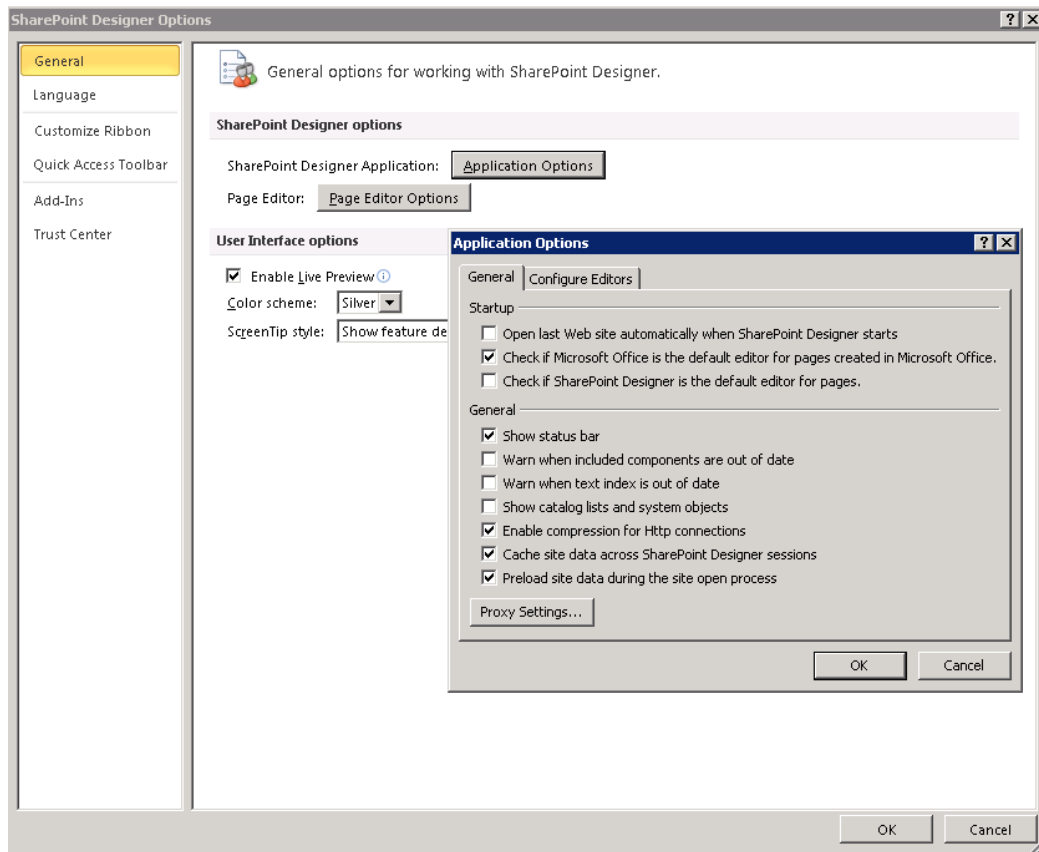 SharePoint Designer Options
General
Language
Customize Ribbon
Quick Access Toolbar
Add-Ins
Trust Center
General options for working with SharePoint Designer.
SharePoint Designer options
SharePoint Designer Application: Application Options
Page Editor: Page Editor Options
User Interface options
Enable Live Preview
Color scheme: Silver
ScreenTip style: Show feature de
Application Options
General Configure Editors
Startup
Open last Web site automatically when SharePoint Designer starts
Check if Microsoft Office is the default editor for pages created in Microsoft Office.
Check if SharePoint Designer is the default editor for pages.
General
Show status bar
Warn when included components are out of date
Warn when text index is out of date
Show catalog lists and system objects
Enable compression for Http connections
Cache site data across SharePoint Designer sessions
Preload site data during the site open process
Proxy Settings...
OK Cancel
OK Cancel